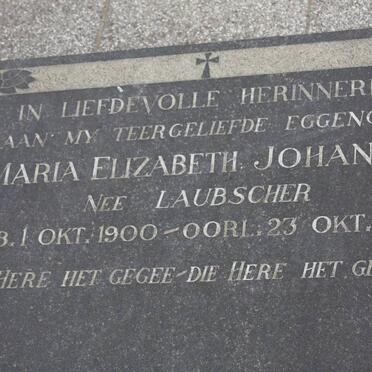 IN LIEFDEVOLLE HERINNERI
AAN MY TEERGELIEFDE EGGENO
MARIA ELIZABETH JOHAN
NEE LAUBSCHER
B. 1 OKT. 1900 – OORL. 23 OKT.
HERE HET GEGEE – DIE HERE HET GE